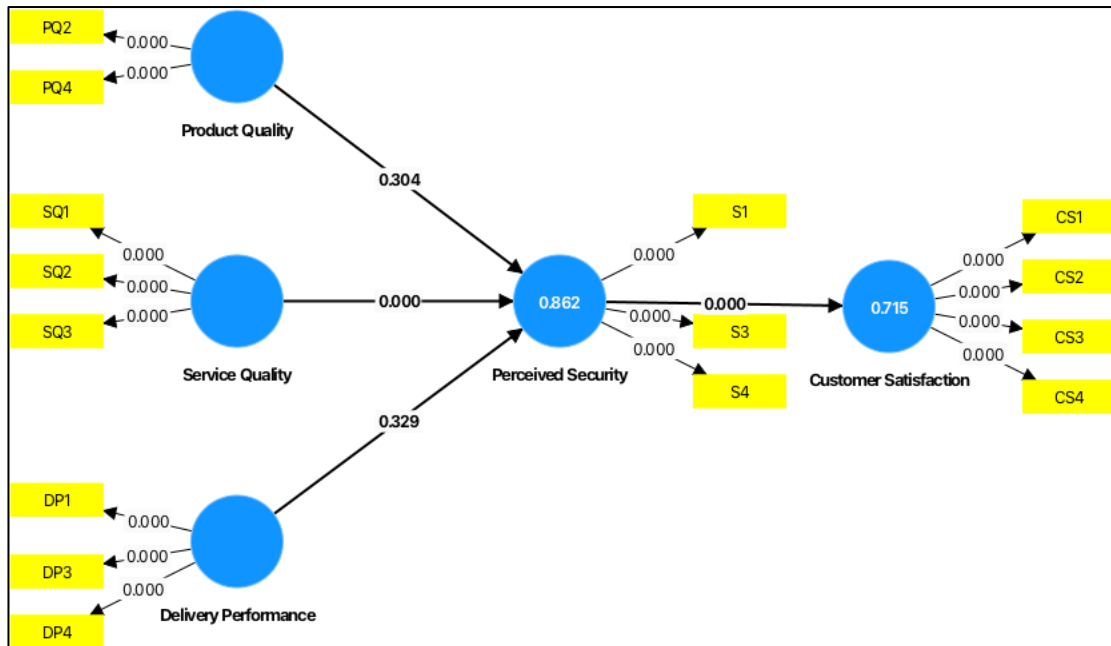 PQ2
0.000
0.000
PQ4
Product Quality
0.304
SQ1
0.000
SQ2
0.000
0.000
SQ3
Service Quality
0.000
0.862
Perceived Security
S1
0.000
0.000
S3
0.000
S4
0.000
0.715
Customer Satisfaction
CS1
0.000
CS2
0.000
0.000
CS3
0.000
CS4
0.329
DP1
0.000
0.000
DP3
0.000
DP4
Delivery Performance